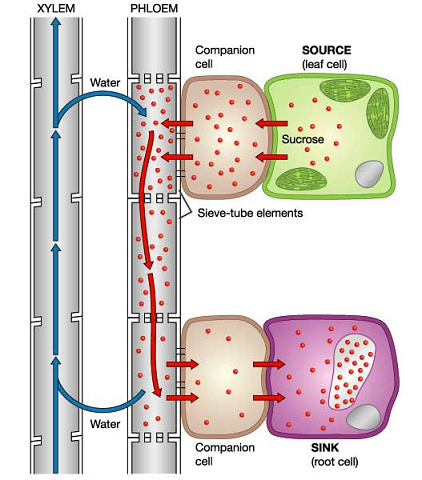 XYLEM
PHLOEM
Companion
cell
SOURCE
(leaf cell)
Water
Sucrose
Sieve-tube elements
Water
Companion
cell
SINK
(root cell)